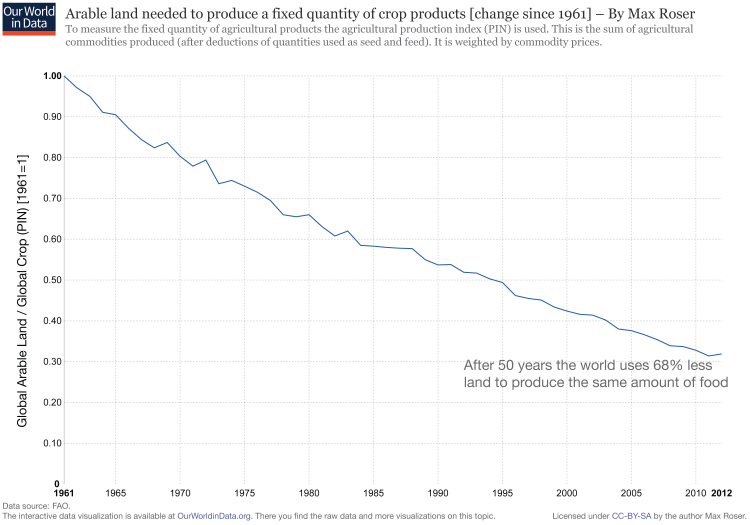 Our World
in Data
Arable land needed to produce a fixed quantity of crop products [change since 1961] – By Max Roser
To measure the fixed quantity of agricultural products the agricultural production index (PIN) is used. This is the sum of agricultural
commodities produced (after deductions of quantities used as seed and feed). It is weighted by commodity prices.
Global Arable Land / Global Crop (PIN) [1961=1]
1.00
0.90
0.80
0.70
0.60
0.50
0.40
0.30
0.20
0.10
0
After 50 years the world uses 68% less
land to produce the same amount of food
1961 1965 1970 1975 1980 1985 1990 1995 2000 2005 2010 2012
Data source: FAO.
The interactive data visualization is available at OurWorldinData.org. There you find the raw data and more visualizations on this topic. Licensed under CC-BY-SA by the author Max Roser.